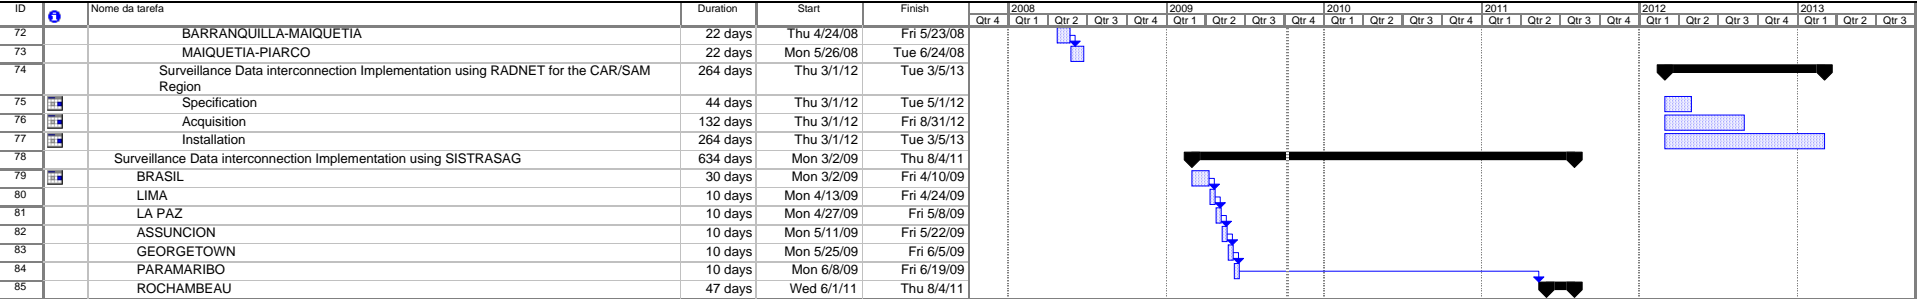 ID Nome da tarefa Duration Start Finish 2008 2009 2010 2011 2012 2013
Qtr 4 Qtr 1 Qtr 2 Qtr 3 Qtr 4 Qtr 1 Qtr 2 Qtr 3 Qtr 4 Qtr 1 Qtr 2 Qtr 3 Qtr 4 Qtr 1 Qtr 2 Qtr 3 Qtr 4 Qtr 1 Qtr 2 Qtr 3 Qtr 4 Qtr 1 Qtr 2 Qtr 3
72 BARRANQUILLA-MAIQUETIA 22 days Thu 4/24/08 Fri 5/23/08
73 MAIQUETIA-PIARCO 22 days Mon 5/26/08 Tue 6/24/08
74 Surveillance Data interconnection Implementation using RADNET for the CAR/SAM 264 days Thu 3/1/12 Tue 3/5/13
Region
75 Specification 44 days Thu 3/1/12 Tue 5/1/12
76 Acquisition 132 days Thu 3/1/12 Fri 8/31/12
77 Installation 264 days Thu 3/1/12 Tue 3/5/13
78 Surveillance Data interconnection Implementation using SISTRASAG 634 days Mon 3/2/09 Thu 8/4/11
79 BRASIL 30 days Mon 3/2/09 Fri 4/10/09
80 LIMA 10 days Mon 4/13/09 Fri 4/24/09
81 LA PAZ 10 days Mon 4/27/09 Fri 5/8/09
82 ASSUNCION 10 days Mon 5/11/09 Fri 5/22/09
83 GEORGETOWN 10 days Mon 5/25/09 Fri 6/5/09
84 PARAMARIBO 10 days Mon 6/8/09 Fri 6/19/09
85 ROCHAMBEAU 47 days Wed 6/1/11 Thu 8/4/11